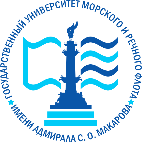 ГОСУДАРСТВЕННЫЙ УНИВЕРСИТЕТ МОРСКОГО И РЕЧНОГО ФЛОТА
ИМЕНИ АДМИРАЛА С. О. МАКАРОВА